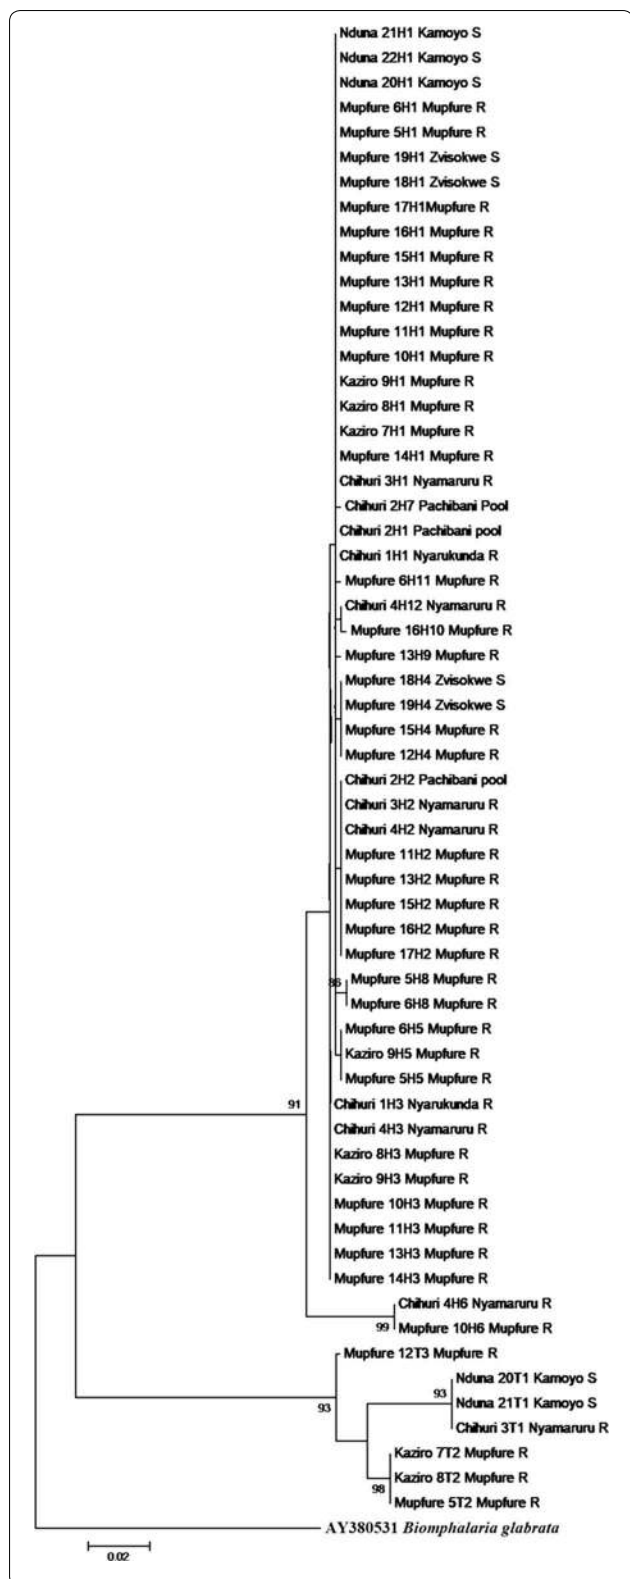 Nduna 21H1 Kamoyo S
Nduna 22H1 Kamoyo S
Nduna 20H1 Kamoyo S
Mupfure 6H1 Mupfure R
Mupfure 5H1 Mupfure R
Mupfure 19H1 Zvisokwe S
Mupfure 18H1 Zvisokwe S
Mupfure 17H1Mupfure R
Mupfure 16H1 Mupfure R
Mupfure 15H1 Mupfure R
Mupfure 13H1 Mupfure R
Mupfure 12H1 Mupfure R
Mupfure 11H1 Mupfure R
Mupfure 10H1 Mupfure R
Kaziro 9H1 Mupfure R
Kaziro 8H1 Mupfure R
Kaziro 7H1 Mupfure R
Mupfure 14H1 Mupfure R
Chihuri 3H1 Nyamaruru R
Chihuri 2H7 Pachibani Pool
Chihuri 2H1 Pachibani pool
Chihuri 1H1 Nyarukunda R
Mupfure 6H11 Mupfure R
Chihuri 4H12 Nyamaruru R
Mupfure 16H10 Mupfure R
Mupfure 13H9 Mupfure R
Mupfure 18H4 Zvisokwe S
Mupfure 19H4 Zvisokwe S
Mupfure 15H4 Mupfure R
Mupfure 12H4 Mupfure R
Chihuri 2H2 Pachibani pool
Chihuri 3H2 Nyamaruru R
Chihuri 4H2 Nyamaruru R
Mupfure 11H2 Mupfure R
Mupfure 13H2 Mupfure R
Mupfure 15H2 Mupfure R
Mupfure 16H2 Mupfure R
Mupfure 17H2 Mupfure R
86 Mupfure 5H8 Mupfure R
Mupfure 6H8 Mupfure R
Mupfure 6H5 Mupfure R
Kaziro 9H5 Mupfure R
Mupfure 5H5 Mupfure R
91 Chihuri 1H3 Nyarukunda R
Chihuri 4H3 Nyamaruru R
Kaziro 8H3 Mupfure R
Kaziro 9H3 Mupfure R
Mupfure 10H3 Mupfure R
Mupfure 11H3 Mupfure R
Mupfure 13H3 Mupfure R
Mupfure 14H3 Mupfure R
Chihuri 4H6 Nyamaruru R
99 Mupfure 10H6 Mupfure R
Mupfure 12T3 Mupfure R
Nduna 20T1 Kamoyo S
93
93 Nduna 21T1 Kamoyo S
Chihuri 3T1 Nyamaruru R
Kaziro 7T2 Mupfure R
Kaziro 8T2 Mupfure R
98 Mupfure 5T2 Mupfure R
AY380531 Biomphalaria glabrata
0.02